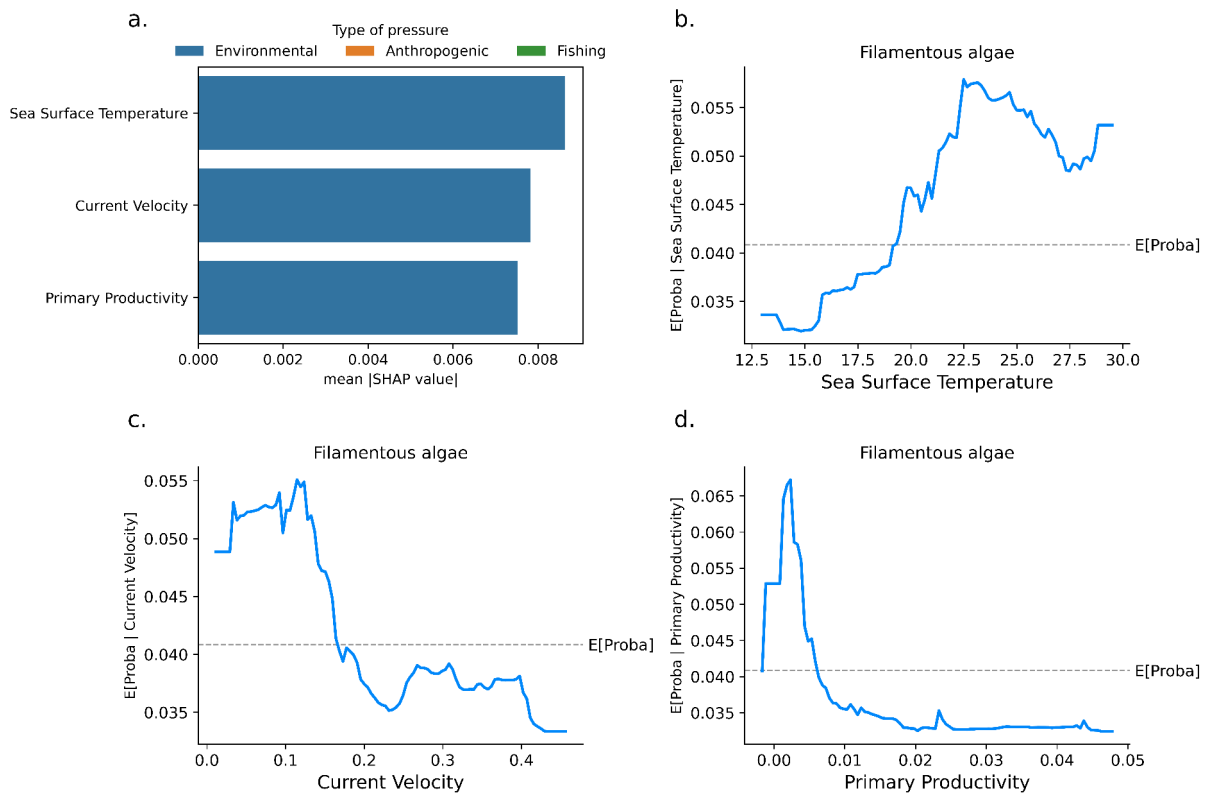 a.
Type of pressure
Environmental Anthropogenic Fishing
Sea Surface Temperature
Current Velocity
Primary Productivity
0.000 0.002 0.004 0.006 0.008
mean |SHAP value|
b.
Filamentous algae
E[Proba | Sea Surface Temperature]
0.055
0.050
0.045
0.040
0.035
E[Proba]
12.5 15.0 17.5 20.0 22.5 25.0 27.5 30.0
Sea Surface Temperature
c.
Filamentous algae
E[Proba | Current Velocity]
0.055
0.050
0.045
0.040
0.035
E[Proba]
0.0 0.1 0.2 0.3 0.4
Current Velocity
d.
Filamentous algae
E[Proba | Primary Productivity]
0.065
0.060
0.055
0.050
0.045
0.040
0.035
E[Proba]
0.00 0.01 0.02 0.03 0.04 0.05
Primary Productivity